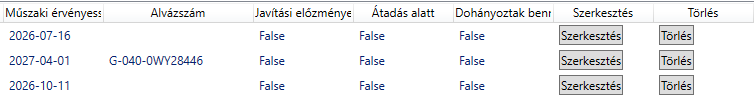 Műszaki érvényess Alvázszám Javítási előzménye Átadás alatt Dohányoztak benn Szerkesztés Törlés
2026-07-16 False False False Szerkesztés Törlés
2027-04-01 G-040-0WY28446 False False False Szerkesztés Törlés
2026-10-11 False False False Szerkesztés Törlés